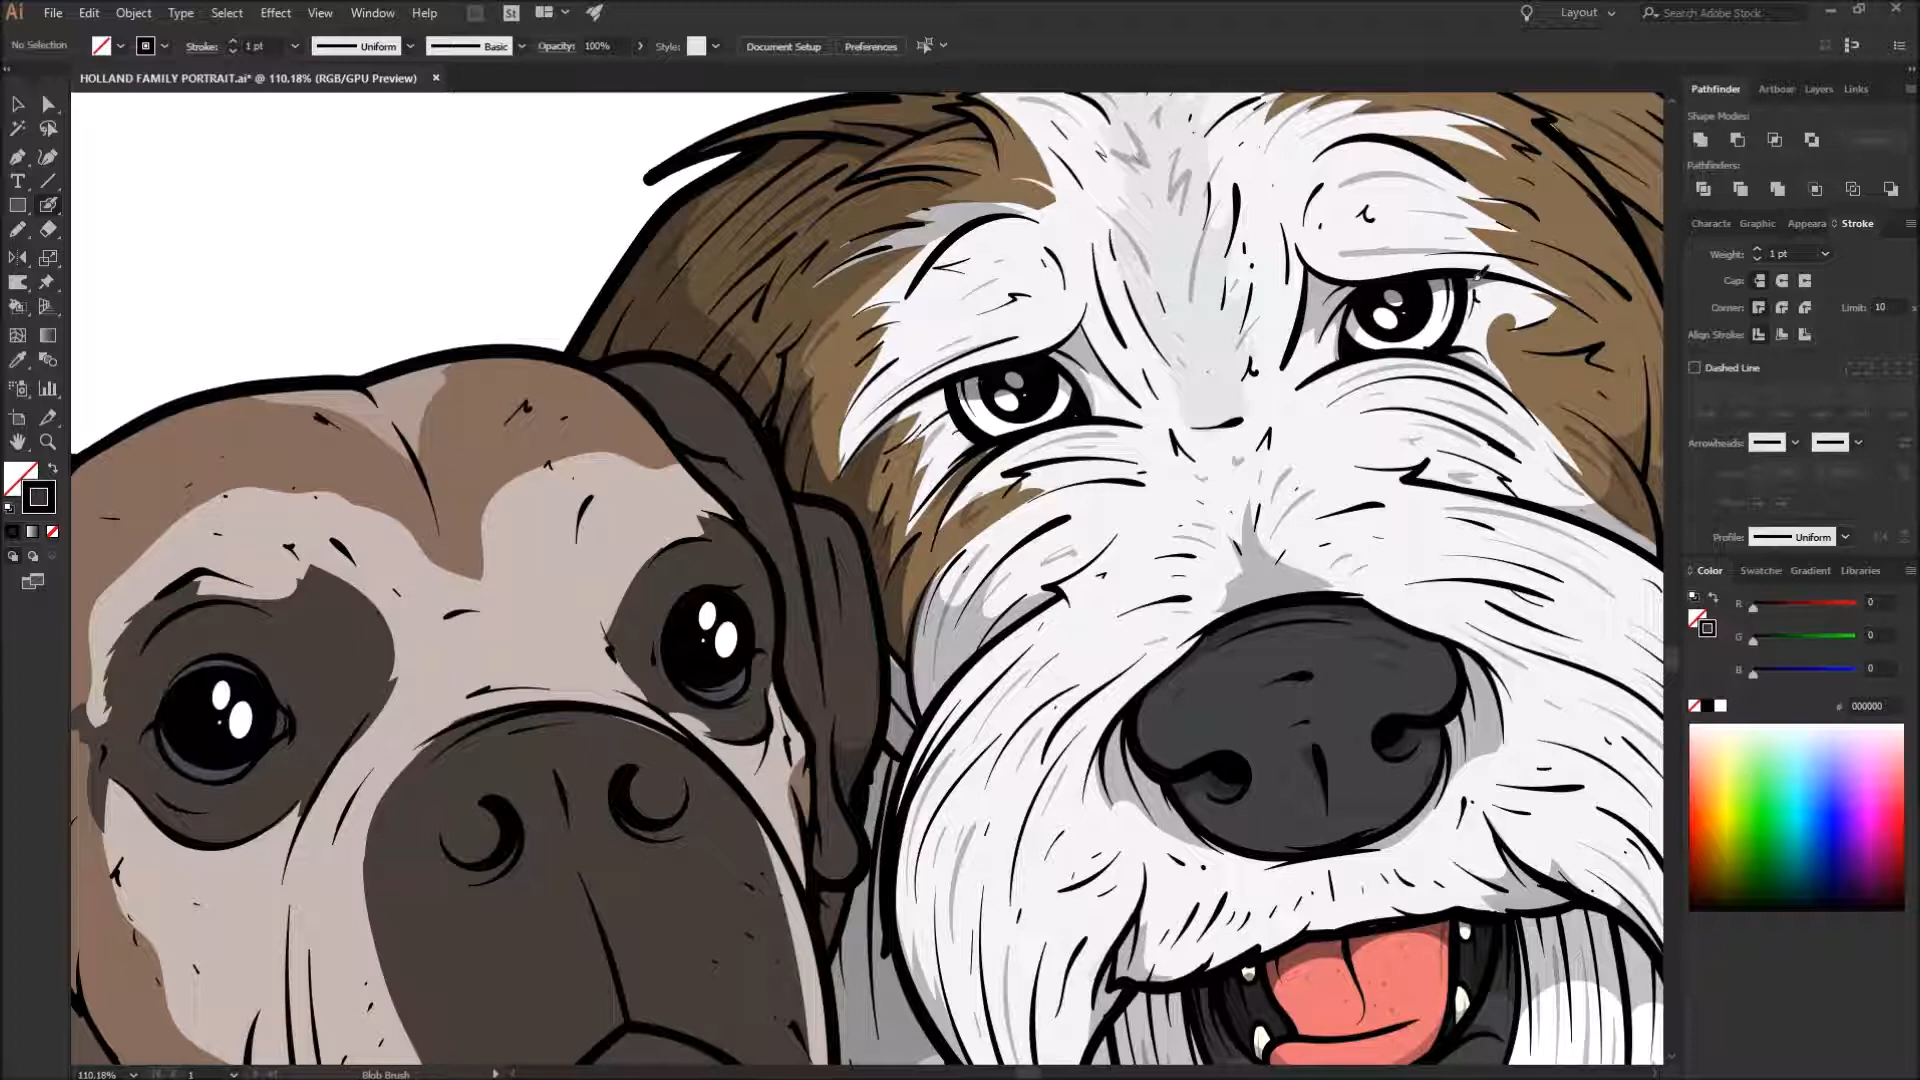 Ai File Edit Object Type Select Effect View Window Help St Layout Search Adobe Stock
No Selection Stroke: 1 pt Uniform Basic Opacity: 100% Style: Document Setup Preferences
HOLLAND FAMILY PORTRAIT.ai* @ 110.18% (RGB/GPU Preview) ×
Pathfinder Artboar Layers Links
Shape Modes:
Pathfinders:
Characte Graphic Appeara Stroke
Weight: 1 pt
Cap:
Corner: Limit: 10 x
Align Stroke:
Dashed Line
Arrowheads:
Profile: Uniform
Color Swatche Gradient Libraries
R 0
G 0
B 0
# 000000
110.18% 1 Blob Brush